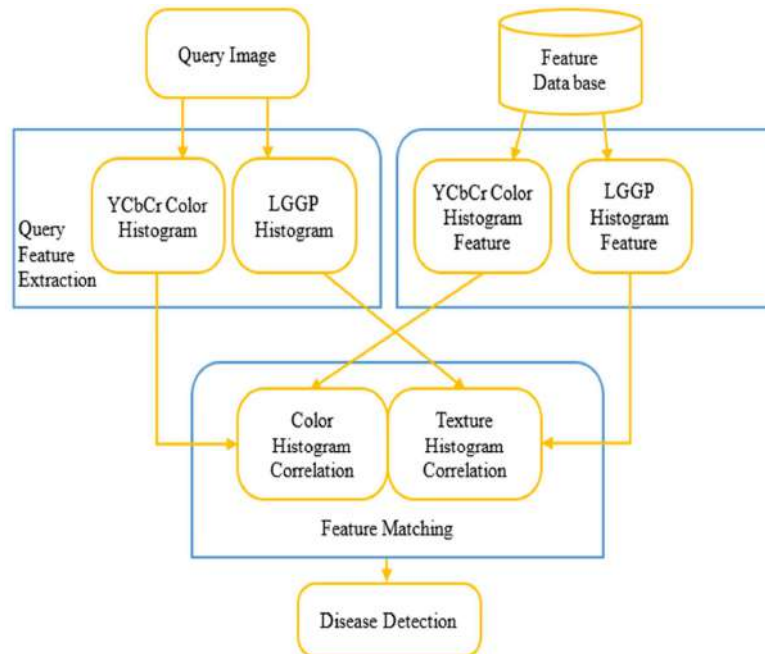 Query Image
Feature
Data base
YCbCr Color
Histogram
LGGP
Histogram
Query
Feature
Extraction
YCbCr Color
Histogram
Feature
LGGP
Histogram
Feature
Color
Histogram
Correlation
Texture
Histogram
Correlation
Feature Matching
Disease Detection